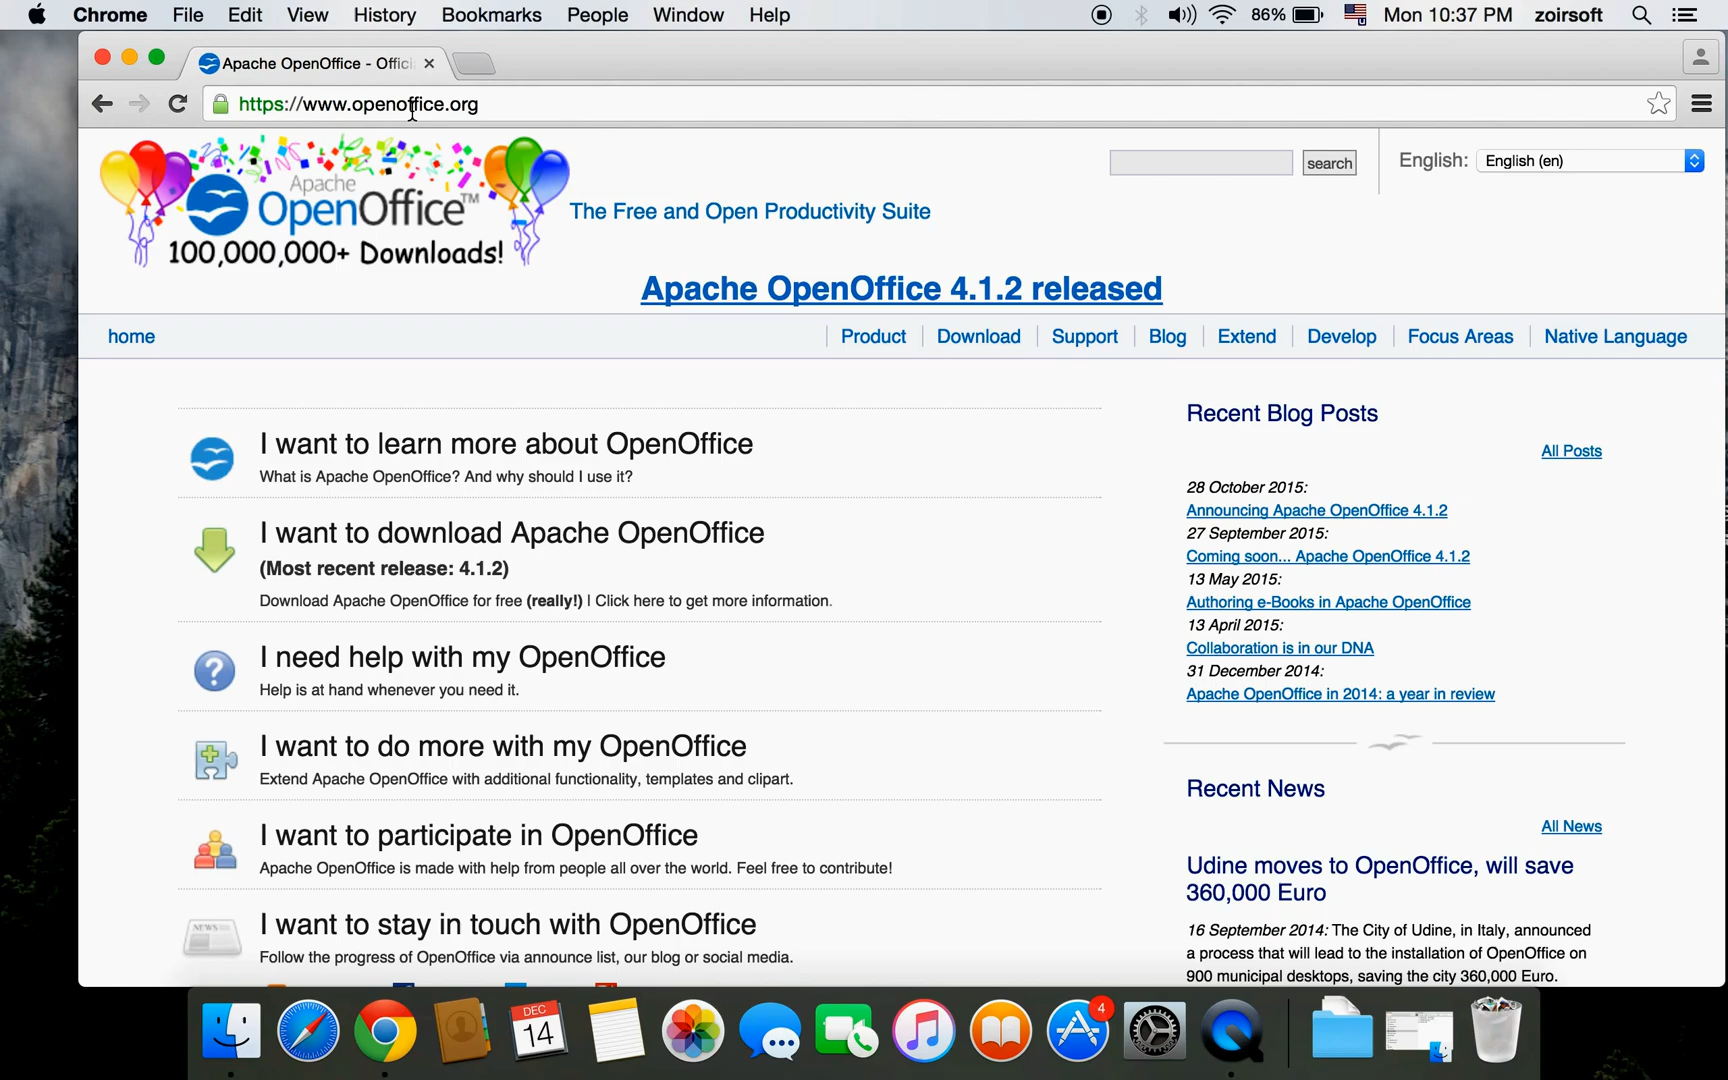 Chrome File Edit View History Bookmarks People Window Help 86% Mon 10:37 PM zoirsoft
Apache OpenOffice - Offici
https://www.openoffice.org
Apache
OpenOffice™
100,000,000+ Downloads!
The Free and Open Productivity Suite
search
English: English (en)
Apache OpenOffice 4.1.2 released
home Product Download Support Blog Extend Develop Focus Areas Native Language
I want to learn more about OpenOffice
What is Apache OpenOffice? And why should I use it?
I want to download Apache OpenOffice
(Most recent release: 4.1.2)
Download Apache OpenOffice for free (really!) | Click here to get more information.
I need help with my OpenOffice
Help is at hand whenever you need it.
I want to do more with my OpenOffice
Extend Apache OpenOffice with additional functionality, templates and clipart.
I want to participate in OpenOffice
Apache OpenOffice is made with help from people all over the world. Feel free to contribute!
NEWS
I want to stay in touch with OpenOffice
Follow the progress of OpenOffice via announce list, our blog or social media.
Recent Blog Posts
All Posts
28 October 2015:
Announcing Apache OpenOffice 4.1.2
27 September 2015:
Coming soon... Apache OpenOffice 4.1.2
13 May 2015:
Authoring e-Books in Apache OpenOffice
13 April 2015:
Collaboration is in our DNA
31 December 2014:
Apache OpenOffice in 2014: a year in review
Recent News
All News
Udine moves to OpenOffice, will save
360,000 Euro
16 September 2014: The City of Udine, in Italy, announced
a process that will lead to the installation of OpenOffice on
900 municipal desktops, saving the city 360,000 Euro.
DEC
14
4